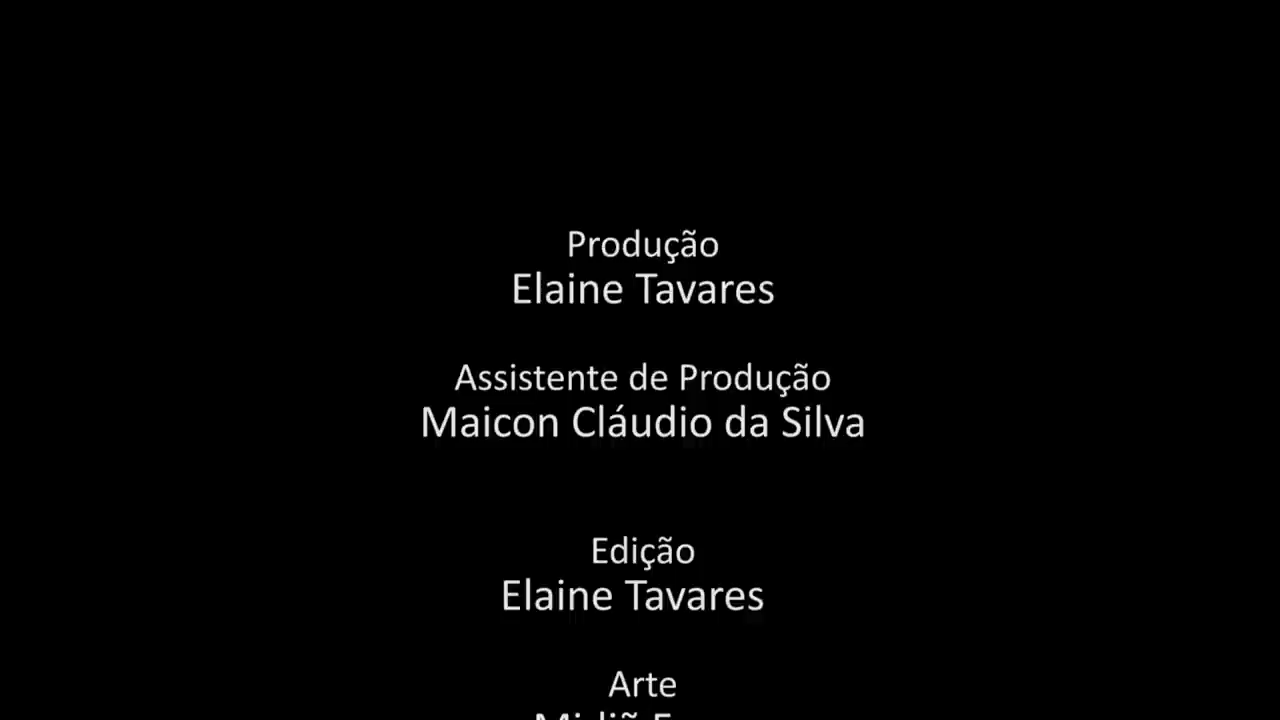 Produção
Elaine Tavares
Assistente de Produção
Maicon Cláudio da Silva
Edição
Elaine Tavares
Arte